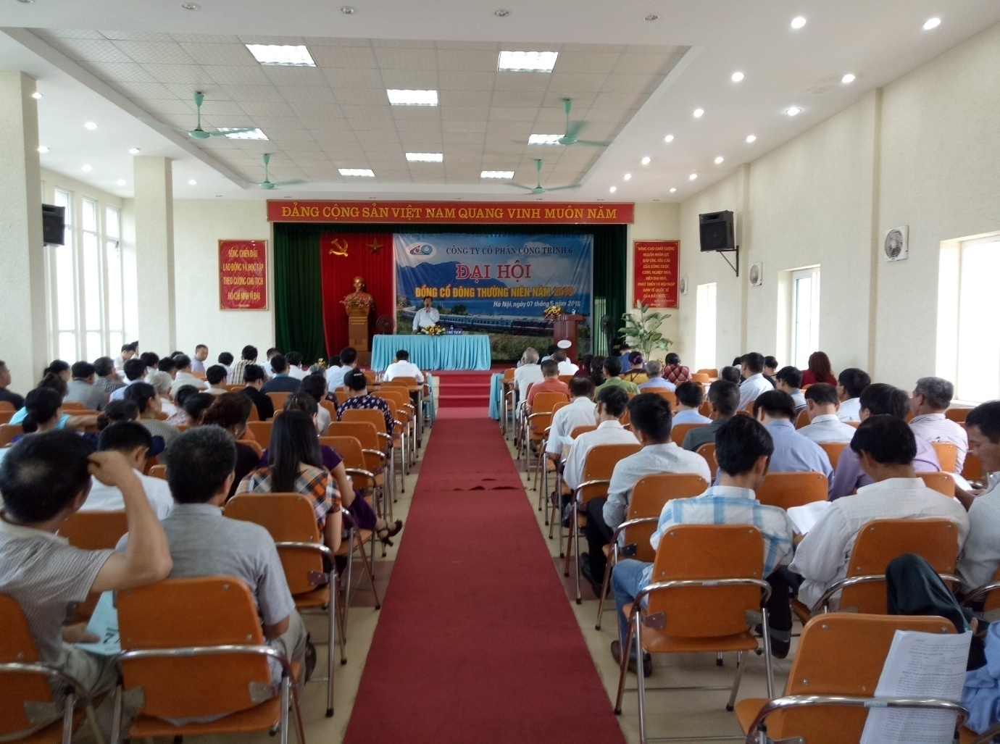 ĐẢNG CỘNG SẢN VIỆT NAM QUANG VINH MUÔN NĂM
SỐNG CHIẾN ĐẤU
LAO ĐỘNG VÀ HỌC TẬP
THEO GƯƠNG CHỦ TỊCH
HỒ CHÍ MINH VĨ ĐẠI
CÔNG TY CỔ PHẦN CÔNG TRÌNH 6
ĐẠI HỘI
ĐỒNG CỔ ĐÔNG THƯỜNG NIÊN NĂM 2018
Hà Nội, ngày 07 tháng 5 năm 2018
CHỦ TỊCH
NÂNG CAO CHẤT LƯỢNG
NGUỒN NHÂN LỰC
ĐÁP ỨNG YÊU CẦU
CỦA CÔNG CUỘC
CÔNG NGHIỆP HOÁ,
HIỆN ĐẠI HOÁ,
PHÁT TRIỂN VÀ HỘI NHẬP
KINH TẾ QUỐC TẾ
CỦA ĐẤT NƯỚC